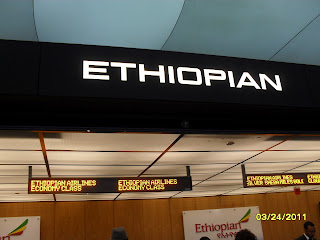 ETHIOPIAN
ETHIOPIAN AIRLINES
ECONOMY CLASS
ETHIOPIAN AIRLINES
ECONOMY CLASS
ETHIOPIAN AIRLINES
Ethiopian
03/24/2011